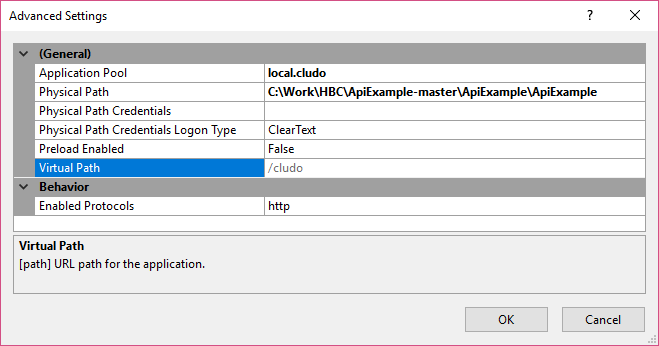 Advanced Settings
(General)
Application Pool local.cludo
Physical Path C:\Work\HBC\ApiExample-master\ApiExample\ApiExample
Physical Path Credentials
Physical Path Credentials Logon Type ClearText
Preload Enabled False
Virtual Path /cludo
Behavior
Enabled Protocols http
Virtual Path
[path] URL path for the application.
OK Cancel